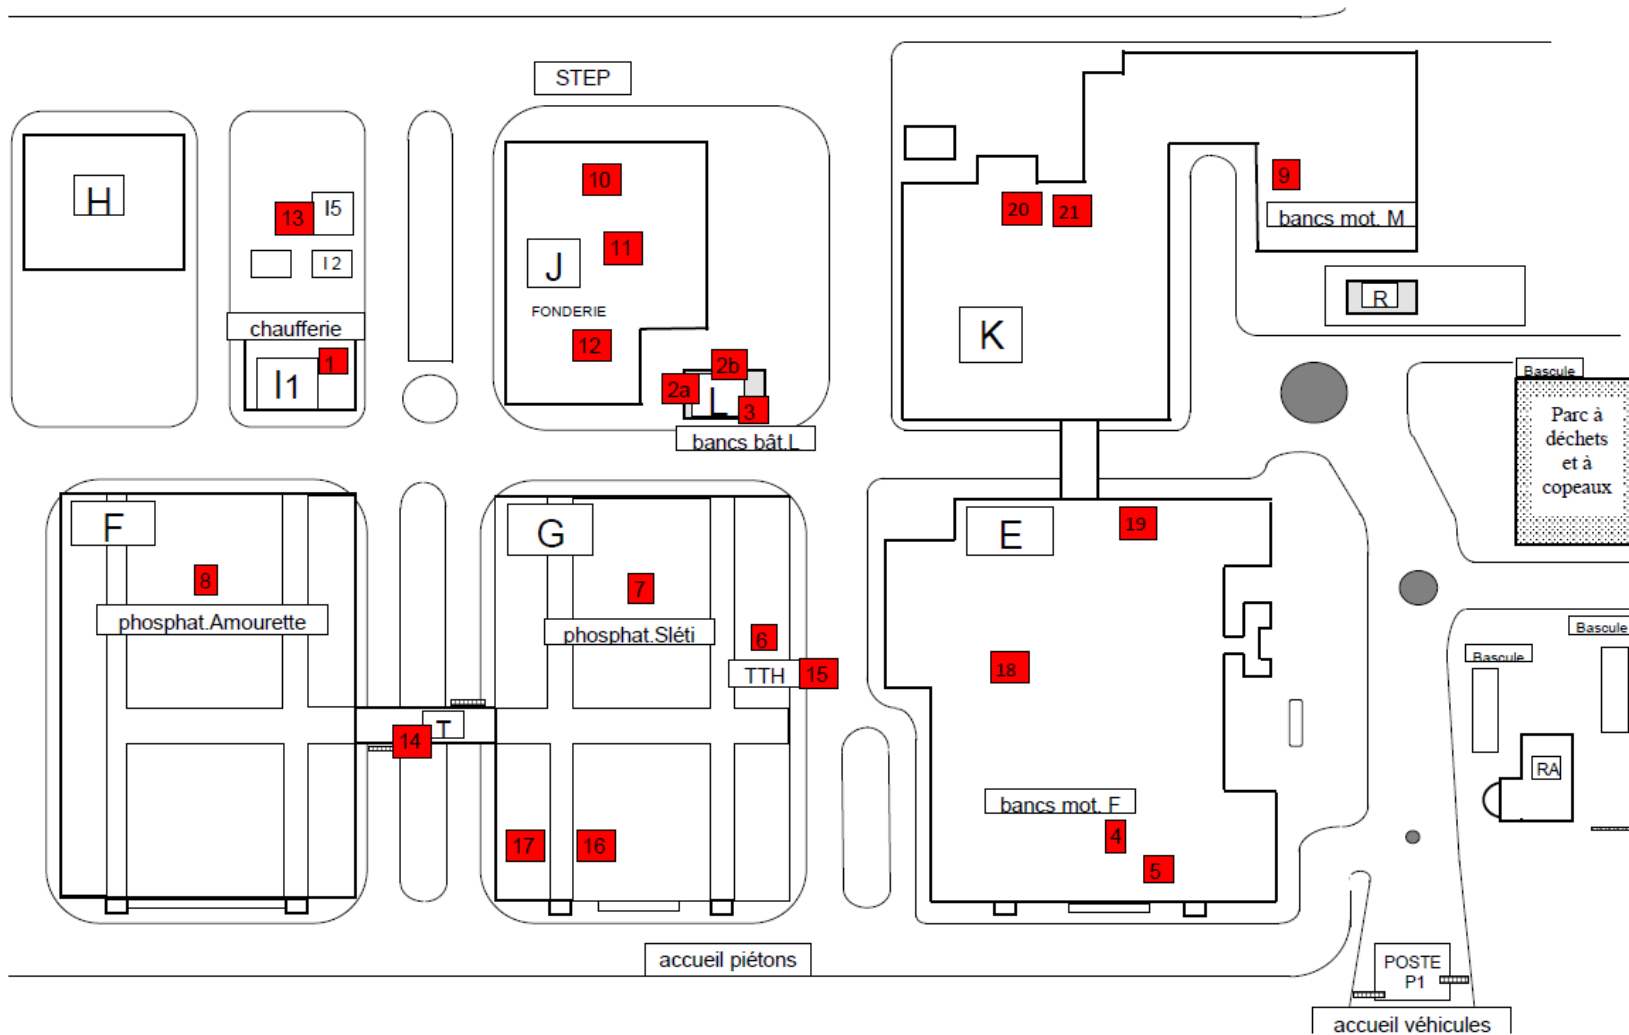 STEP
H
I5
13
I 2
chaufferie
1
I1
10
11
J
FONDERIE
12
2b
2a
L
3
bancs bât.L
20
21
9
bancs mot. M
K
R
Bascule
Parc à
déchets
et à
copeaux
F
8
phosphat.Amourette
G
7
phosphat.Sléti
6
TTH
15
T
14
17
16
E
19
18
bancs mot. F
4
5
Bascule
Bascule
RA
accueil piétons
POSTE
P1
accueil véhicules